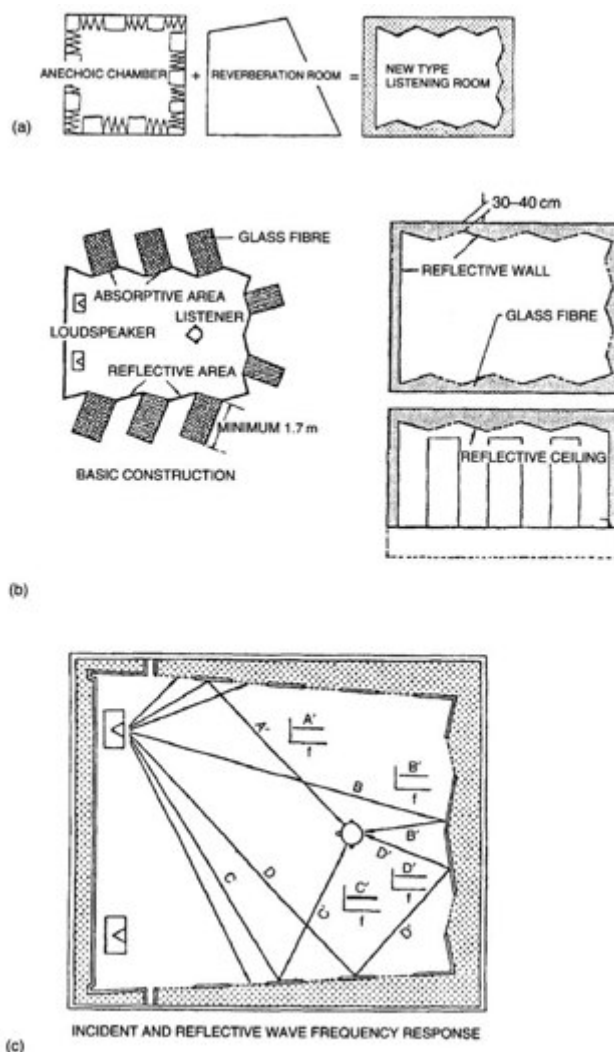 ANECHOIC CHAMBER + REVERBERATION ROOM = NEW TYPE
LISTENING ROOM
(a)
30–40 cm
GLASS FIBRE
ABSORPTIVE AREA
LISTENER
LOUDSPEAKER
REFLECTIVE AREA
MINIMUM 1.7 m
BASIC CONSTRUCTION
REFLECTIVE WALL
GLASS FIBRE
REFLECTIVE CEILING
(b)
A'
A'
f
B
B'
f
B'
D'
D'
f
C'
f
C
D
C'
D'
INCIDENT AND REFLECTIVE WAVE FREQUENCY RESPONSE
(c)